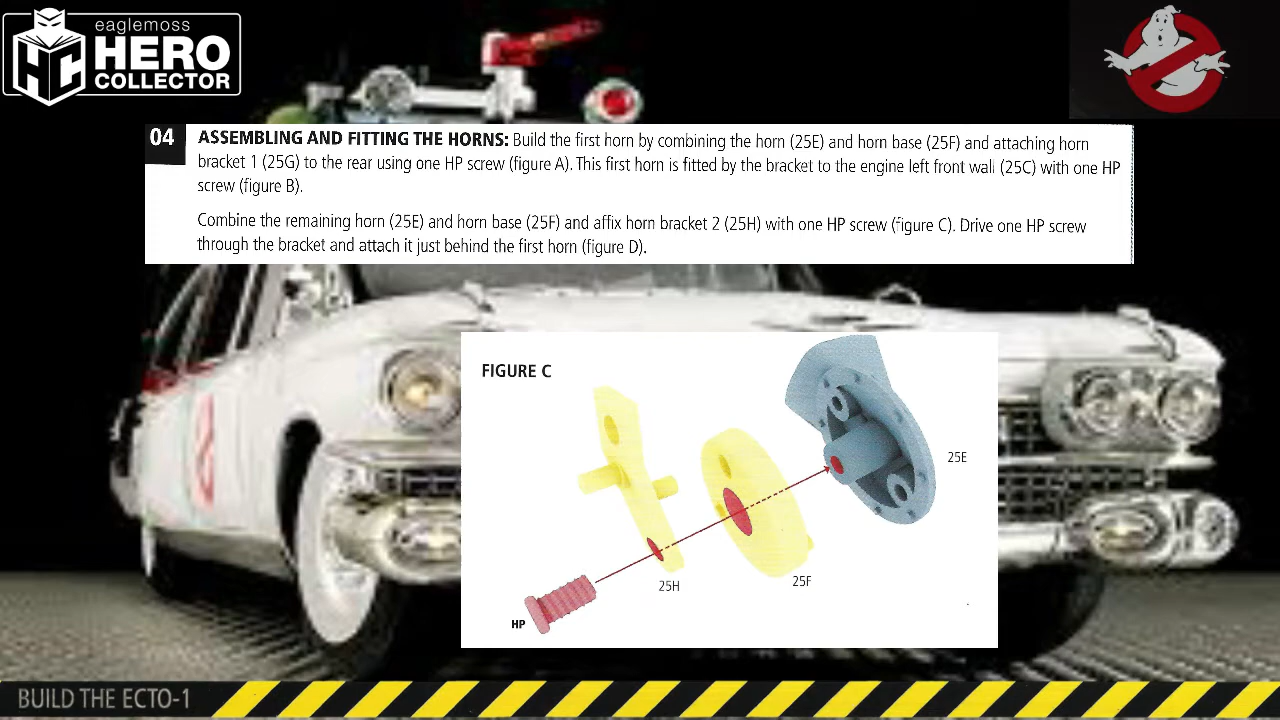 eaglemoss
HERO
COLLECTOR
04
ASSEMBLING AND FITTING THE HORNS: Build the first horn by combining the horn (25E) and horn base (25F) and attaching horn
bracket 1 (25G) to the rear using one HP screw (figure A). This first horn is fitted by the bracket to the engine left front wall (25C) with one HP
screw (figure B).
Combine the remaining horn (25E) and horn base (25F) and affix horn bracket 2 (25H) with one HP screw (figure C). Drive one HP screw
through the bracket and attach it just behind the first horn (figure D).
FIGURE C
25E
25F
25H
HP
BUILD THE ECTO-1